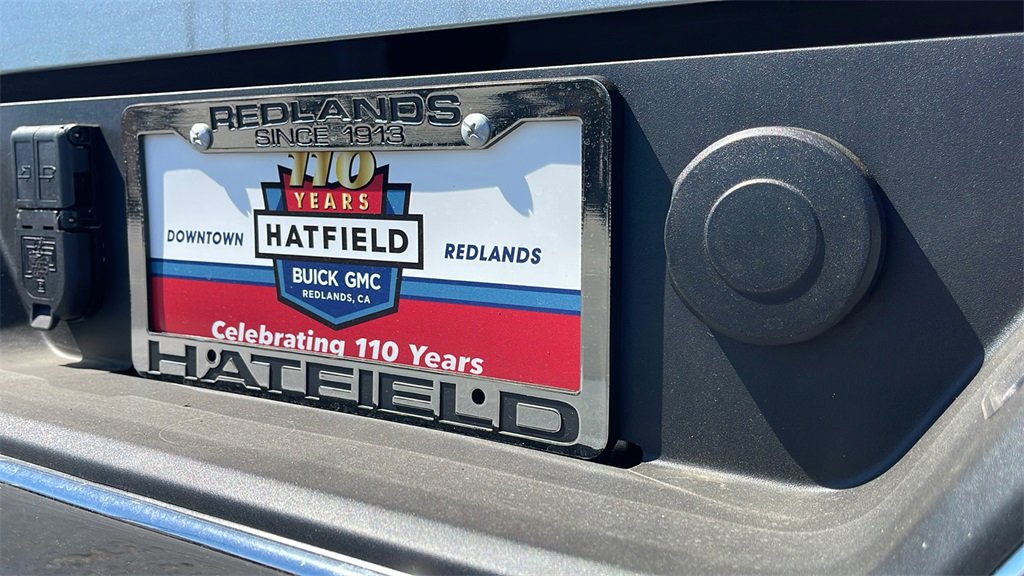 REDLANDS
SINCE 1913
110
YEARS
HATFIELD
DOWNTOWN
REDLANDS
BUICK GMC
REDLANDS, CA
Celebrating 110 Years
HATFIELD